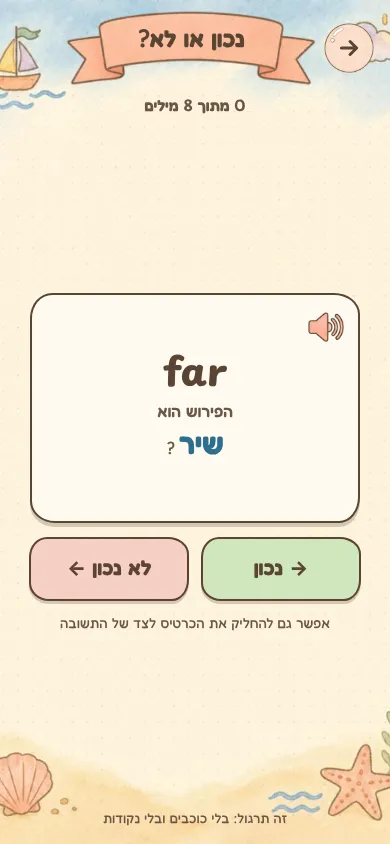 נכון או לא?
0 מתוך 8 מילים
far
הפירוש הוא
שיר ?
→ נכון
לא נכון ←
אפשר גם להחליק את הכרטיס לצד של התשובה
זה תרגול: בלי כוכבים ובלי נקודות